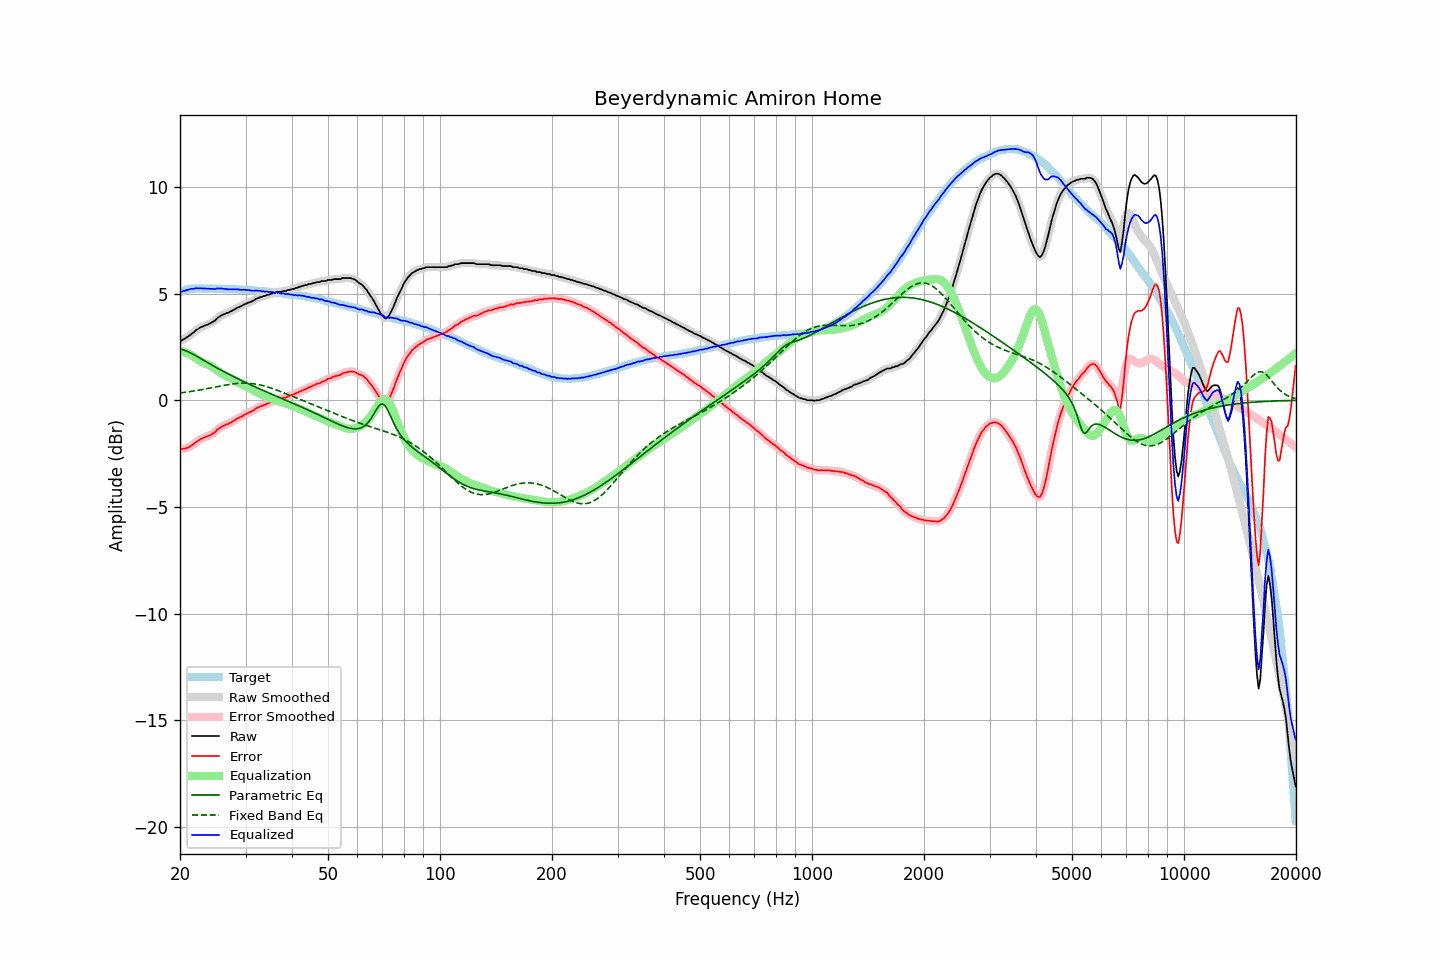 Beyerdynamic Amiron Home
Amplitude (dBr)
10
5
0
−5
−10
−15
−20
Target
Raw Smoothed
Error Smoothed
Raw
Error
Equalization
Parametric Eq
Fixed Band Eq
Equalized
20 50 100 200 500 1000 2000 5000 10000 20000
Frequency (Hz)